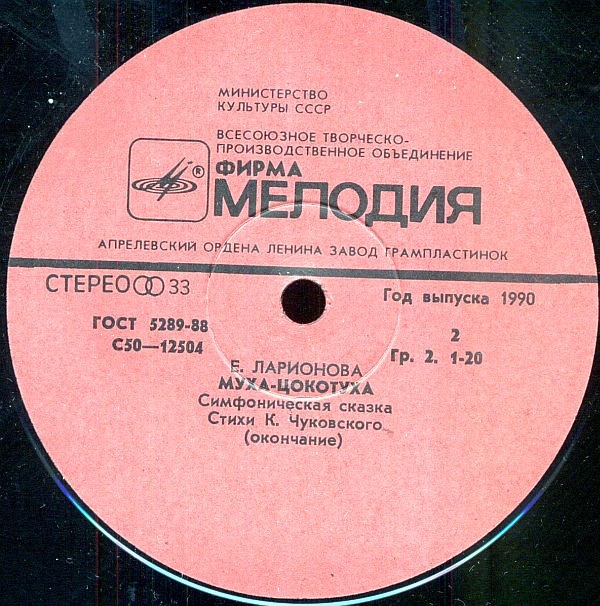 МИНИСТЕРСТВО
КУЛЬТУРЫ СССР
ВСЕСОЮЗНОЕ ТВОРЧЕСКО-
ПРОИЗВОДСТВЕННОЕ ОБЪЕДИНЕНИЕ
ФИРМА
®
МЕЛОДИЯ
АПРЕЛЕВСКИЙ ОРДЕНА ЛЕНИНА ЗАВОД ГРАМПЛАСТИНОК
СТЕРЕО 33
Год выпуска 1990
ГОСТ 5289-88
2
С50—12504
Гр. 2. 1-20
Е. ЛАРИОНОВА
МУХА-ЦОКОТУХА
Симфоническая сказка
Стихи К. Чуковского
(окончание)